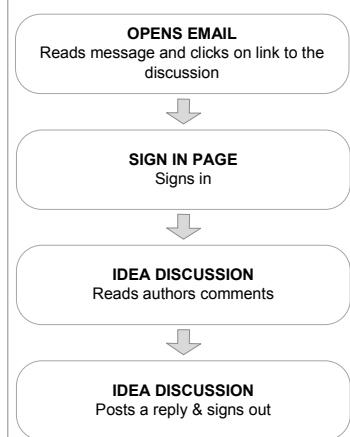 OPENS EMAIL
Reads message and clicks on link to the
discussion
SIGN IN PAGE
Signs in
IDEA DISCUSSION
Reads authors comments
IDEA DISCUSSION
Posts a reply & signs out